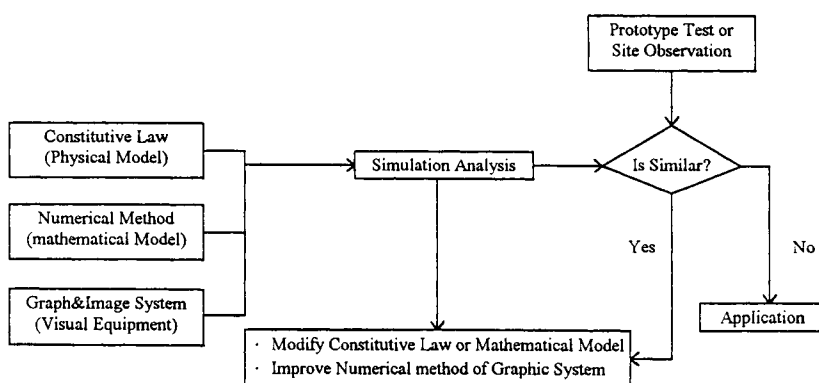 Prototype Test or
Site Observation
Constitutive Law
(Physical Model)
Simulation Analysis
Is Similar?
Numerical Method
(mathematical Model)
Yes
No
Graph&Image System
(Visual Equipment)
Application
· Modify Constitutive Law or Mathematical Model
· Improve Numerical method of Graphic System